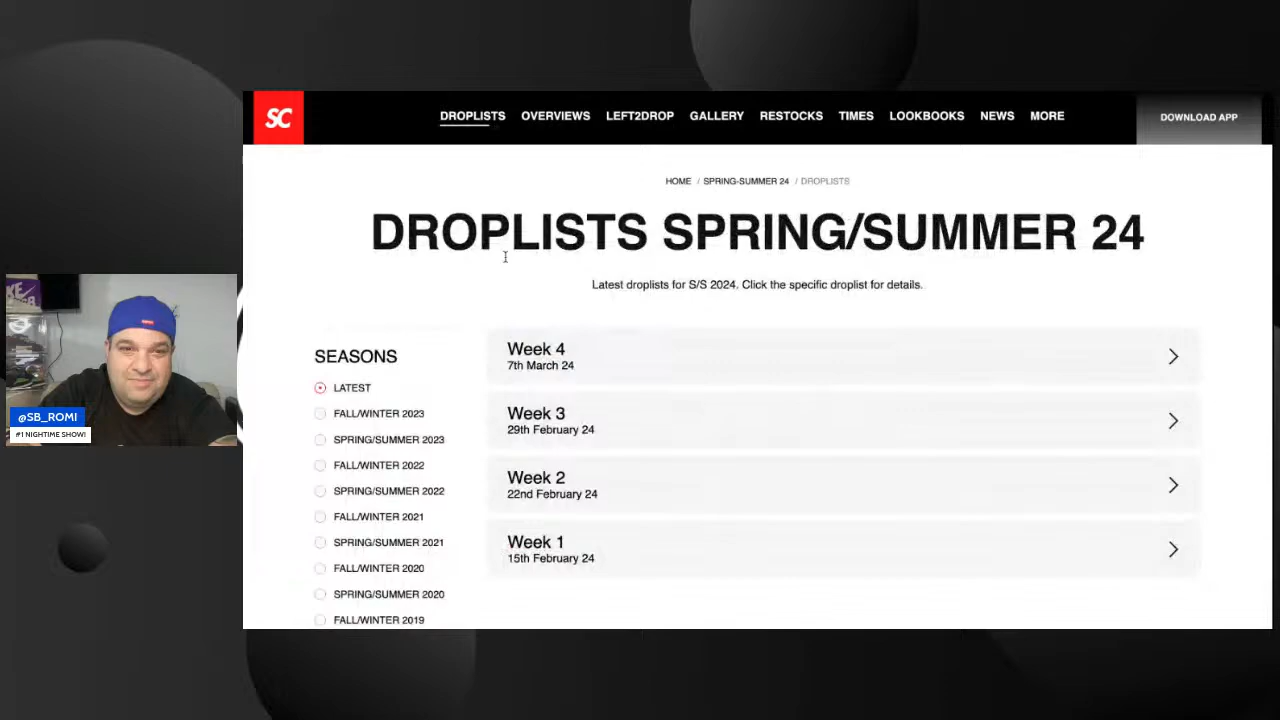 SC
DROPLISTS
OVERVIEWS
LEFT2DROP
GALLERY
RESTOCKS
TIMES
LOOKBOOKS
NEWS
MORE
DOWNLOAD APP
HOME / SPRING-SUMMER 24 / DROPLISTS
DROPLISTS SPRING/SUMMER 24
Latest droplists for S/S 2024. Click the specific droplist for details.
SEASONS
LATEST
FALL/WINTER 2023
SPRING/SUMMER 2023
FALL/WINTER 2022
SPRING/SUMMER 2022
FALL/WINTER 2021
SPRING/SUMMER 2021
FALL/WINTER 2020
SPRING/SUMMER 2020
FALL/WINTER 2019
Week 4
7th March 24
Week 3
29th February 24
Week 2
22nd February 24
Week 1
15th February 24
@SB_ROMI
#1 NIGHTIME SHOW!